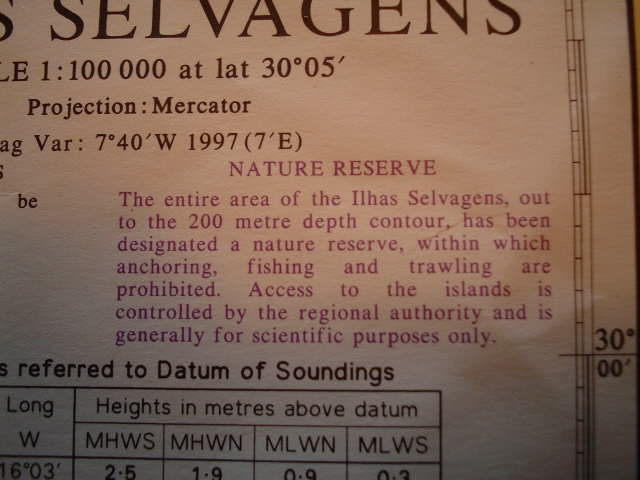 S SELVAGENS
LE 1:100 000 at lat 30°05′
Projection: Mercator
ag Var: 7°40′W 1997 (7′E)
S
be
NATURE RESERVE
The entire area of the Ilhas Selvagens, out
to the 200 metre depth contour, has been
designated a nature reserve, within which
anchoring, fishing and trawling are
prohibited. Access to the islands is
controlled by the regional authority and is
generally for scientific purposes only.
30°
00′
s referred to Datum of Soundings
Long Heights in metres above datum
W MHWS MHWN MLWN MLWS
16°03′ 2·5 1·9 0·9 0·3